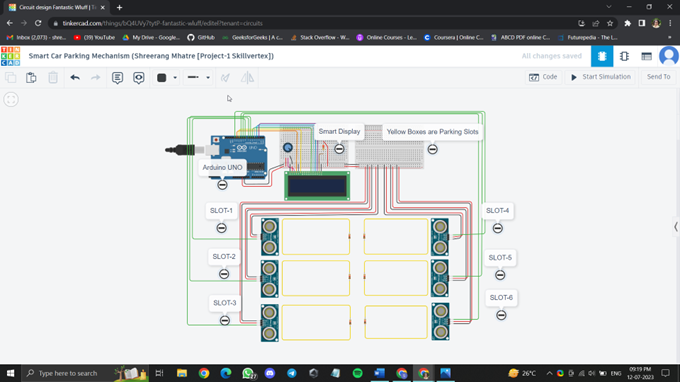 Circuit design Fantastic Wluff | T
tinkercad.com/things/bQ4UVy7tytP-fantastic-wluff/editel?tenant=circuits
Inbox (2,073) - shre...
(39) YouTube
My Drive - Google...
GitHub
GeeksforGeeks | A c...
Stack Overflow - W...
Online Courses - Le...
Coursera | Online C...
ABCD PDF online C...
Futurepedia - The L...
Other bookmarks
TIN
KER
CAD
Smart Car Parking Mechanism (Shreerang Mhatre [Project-1 Skillvertex])
All changes saved
Code
Start Simulation
Send To
Smart Display
Yellow Boxes are Parking Slots
Arduino UNO
SLOT-1
SLOT-4
SLOT-2
SLOT-5
SLOT-3
SLOT-6
Type here to search
26°C
ENG
09:19 PM
12-07-2023